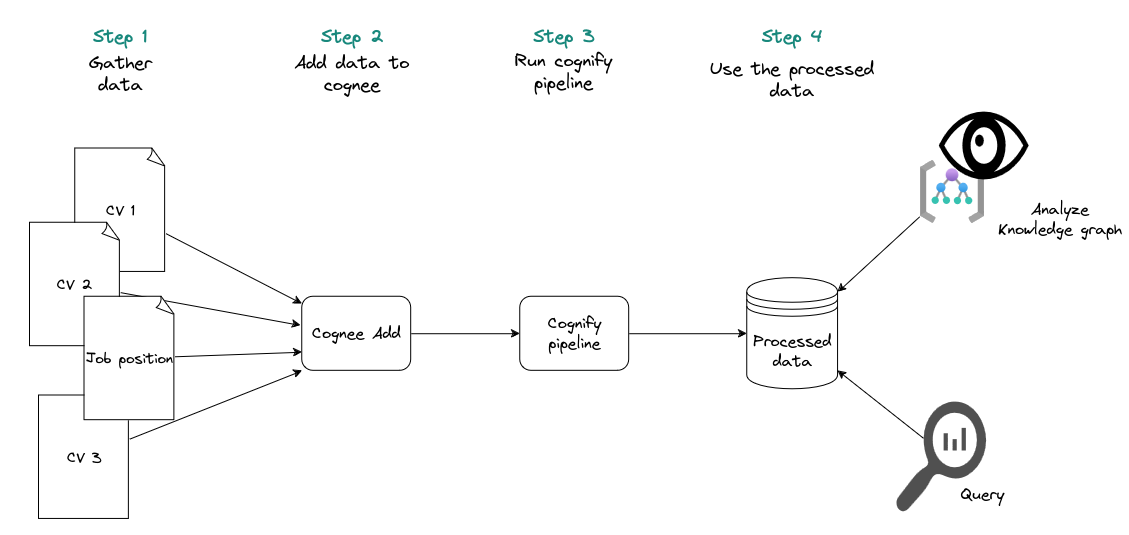 Step 1
Gather
data
Step 2
Add data to
cognee
Step 3
Run cognify
pipeline
Step 4
Use the processed
data
CV 1
CV 2
Job position
CV 3
Cognee Add
Cognify
pipeline
Processed
data
Analyze
Knowledge graph
Query